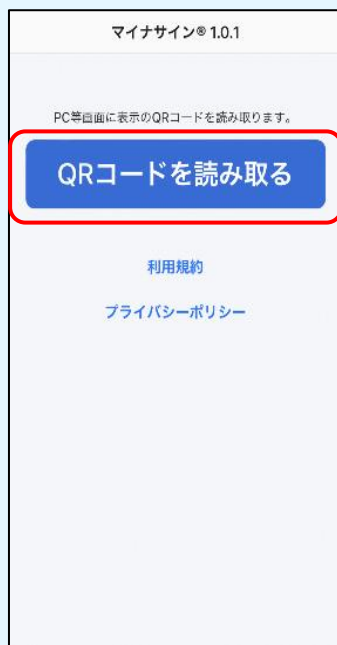 マイナサイン® 1.0.1
PC等画面に表示のQRコードを読み取ります。
QRコードを読み取る
利用規約
プライバシーポリシー